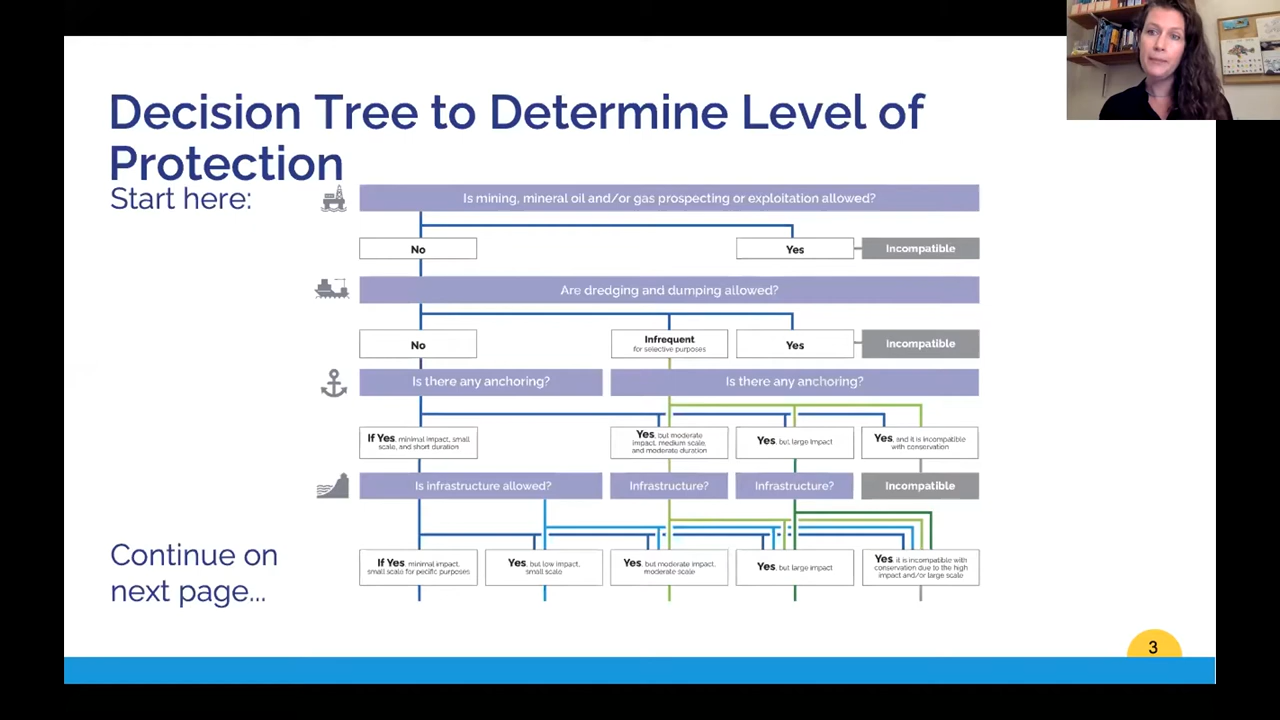 Decision Tree to Determine Level of
Protection
Start here:
Is mining, mineral oil and/or gas prospecting or exploitation allowed?
No
Yes
Incompatible
Are dredging and dumping allowed?
No
Infrequent
for selective purposes
Yes
Incompatible
Is there any anchoring?
Is there any anchoring?
If Yes, minimal impact, small
scale, and short duration
Yes, but moderate
impact, medium scale,
and moderate duration
Yes, but large impact
Yes, and it is incompatible
with conservation
Is infrastructure allowed?
Infrastructure?
Infrastructure?
Incompatible
Continue on
next page...
If Yes, minimal impact,
small scale for pecific purposes
Yes, but low impact,
small scale
Yes, but moderate impact,
moderate scale
Yes, but large impact
Yes, it is incompatible with
conservation due to the high
impact and/or large scale
3